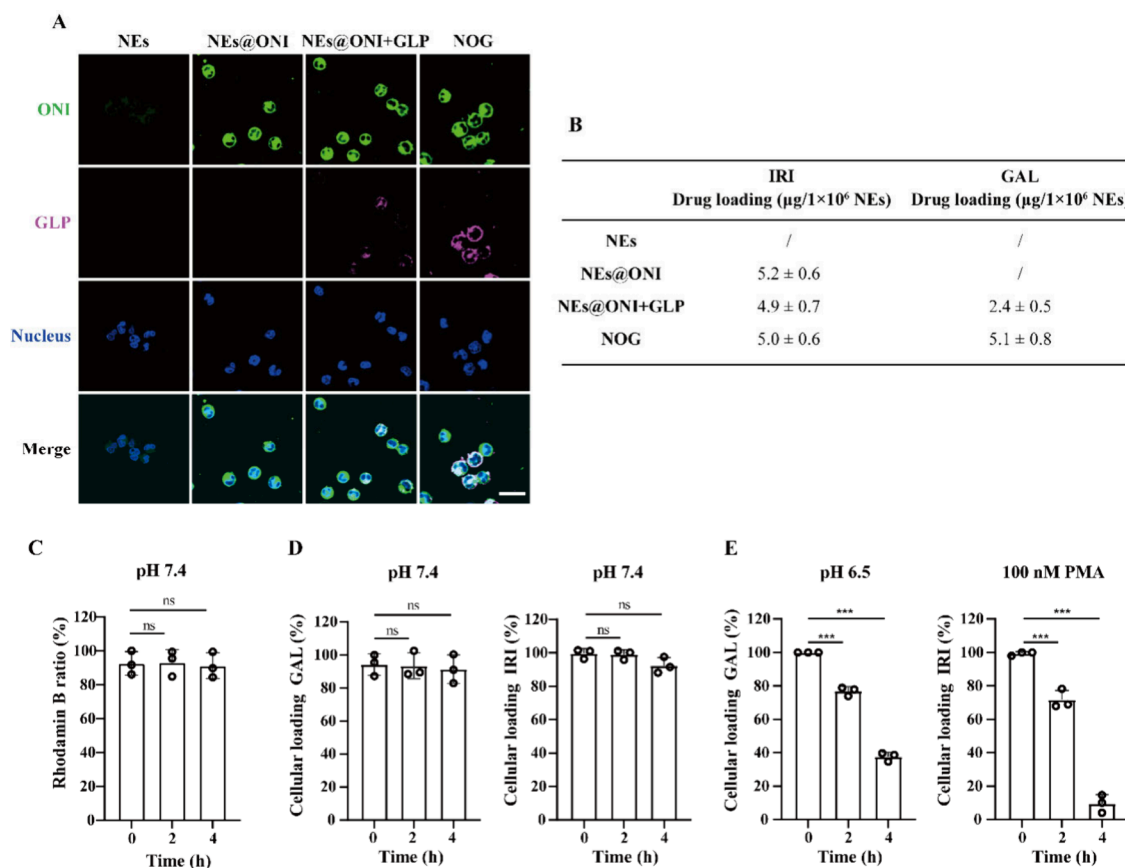 A
NEs NEs@ONI NEs@ONI+GLP NOG
ONI
GLP
Nucleus
Merge
B
IRI GAL
Drug loading (μg/1×10⁶ NEs) Drug loading (μg/1×10⁶ NEs)
NEs / /
NEs@ONI 5.2 ± 0.6 /
NEs@ONI+GLP 4.9 ± 0.7 2.4 ± 0.5
NOG 5.0 ± 0.6 5.1 ± 0.8
C
pH 7.4
Rhodamin B ratio (%)
120
100
80
60
40
20
0
ns
ns
0 2 4
Time (h)
D
pH 7.4
Cellular loading GAL (%)
120
100
80
60
40
20
0
ns
ns
0 2 4
Time (h)
pH 7.4
Cellular loading IRI (%)
120
100
80
60
40
20
0
ns
ns
0 2 4
Time (h)
E
pH 6.5
Cellular loading GAL (%)
120
100
80
60
40
20
0
***
***
0 2 4
Time (h)
100 nM PMA
Cellular loading IRI (%)
120
100
80
60
40
20
0
***
***
0 2 4
Time (h)